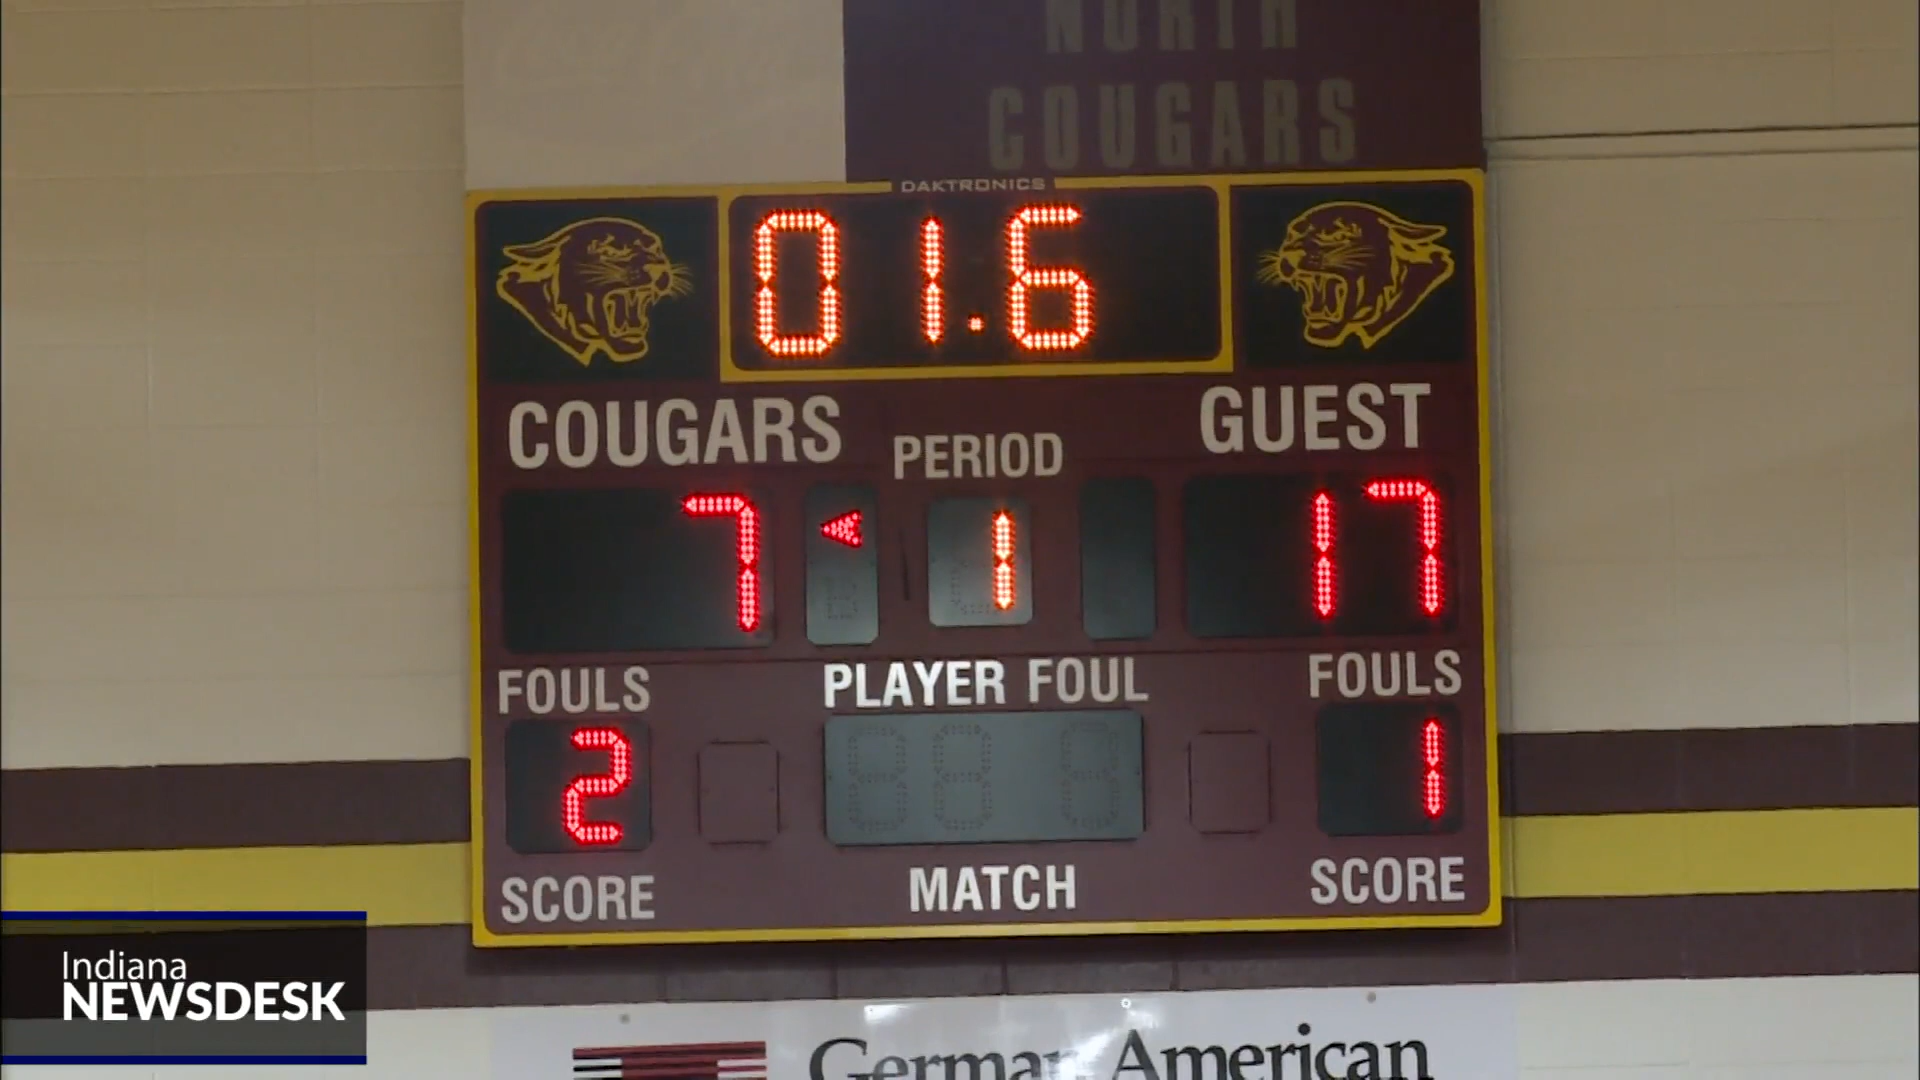 NORTH
COUGARS
DAKTRONICS
01.6
COUGARS PERIOD GUEST
7 1 17
FOULS PLAYER FOUL FOULS
2 1
SCORE MATCH SCORE
Indiana
NEWSDESK
German American